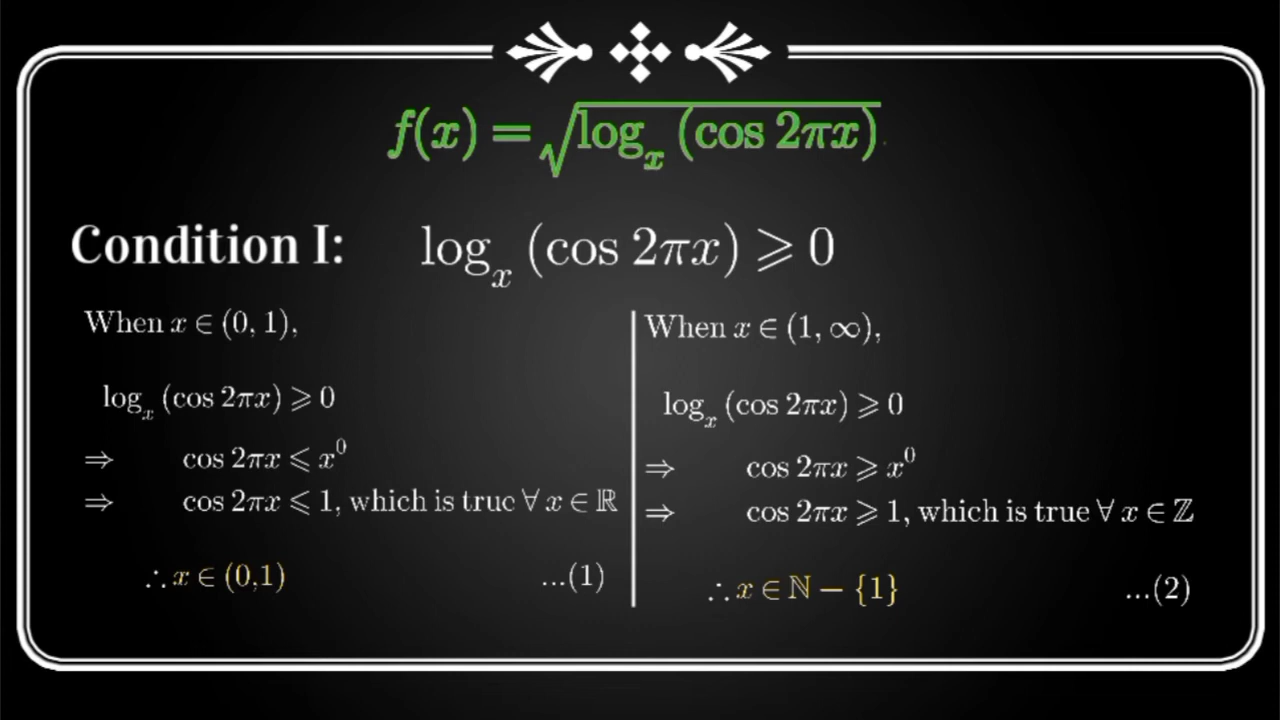 f(x) = √log_x (cos 2πx)
Condition I: log_x (cos 2πx) ⩾ 0
When x ∈ (0, 1),
log_x (cos 2πx) ⩾ 0
⇒ cos 2πx ⩽ x⁰
⇒ cos 2πx ⩽ 1, which is true ∀ x ∈ ℝ
∴ x ∈ (0,1) ...(1)
When x ∈ (1, ∞),
log_x (cos 2πx) ⩾ 0
⇒ cos 2πx ⩾ x⁰
⇒ cos 2πx ⩾ 1, which is true ∀ x ∈ ℤ
∴ x ∈ ℕ − {1} ...(2)